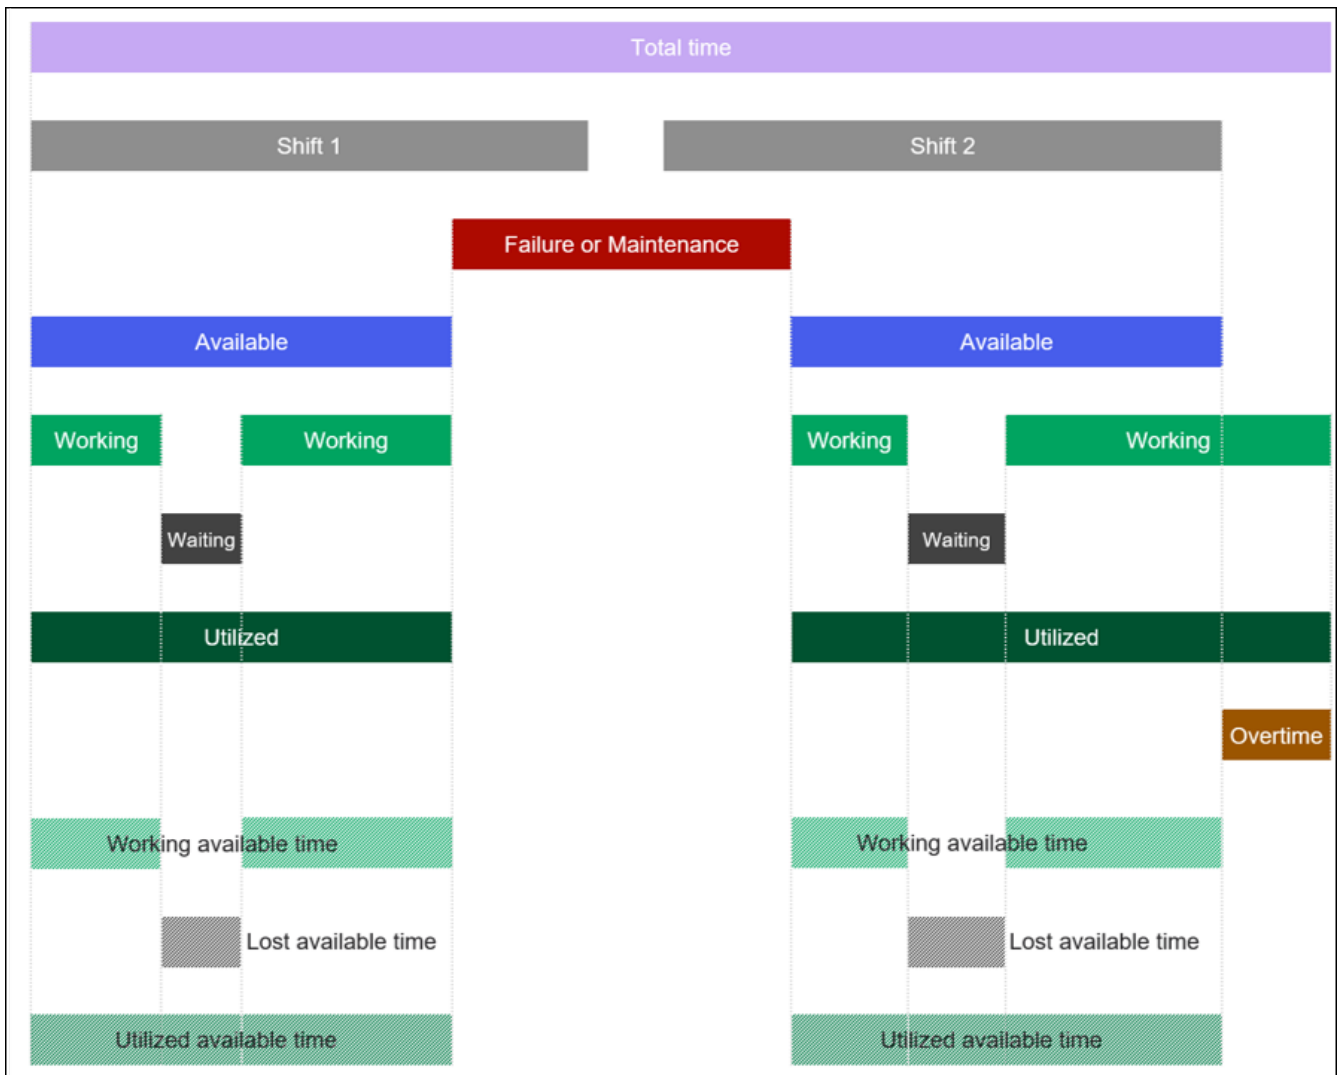 Total time
Shift 1
Shift 2
Failure or Maintenance
Available
Available
Working
Working
Working
Working
Waiting
Waiting
Utilized
Utilized
Overtime
Working available time
Working available time
Lost available time
Lost available time
Utilized available time
Utilized available time